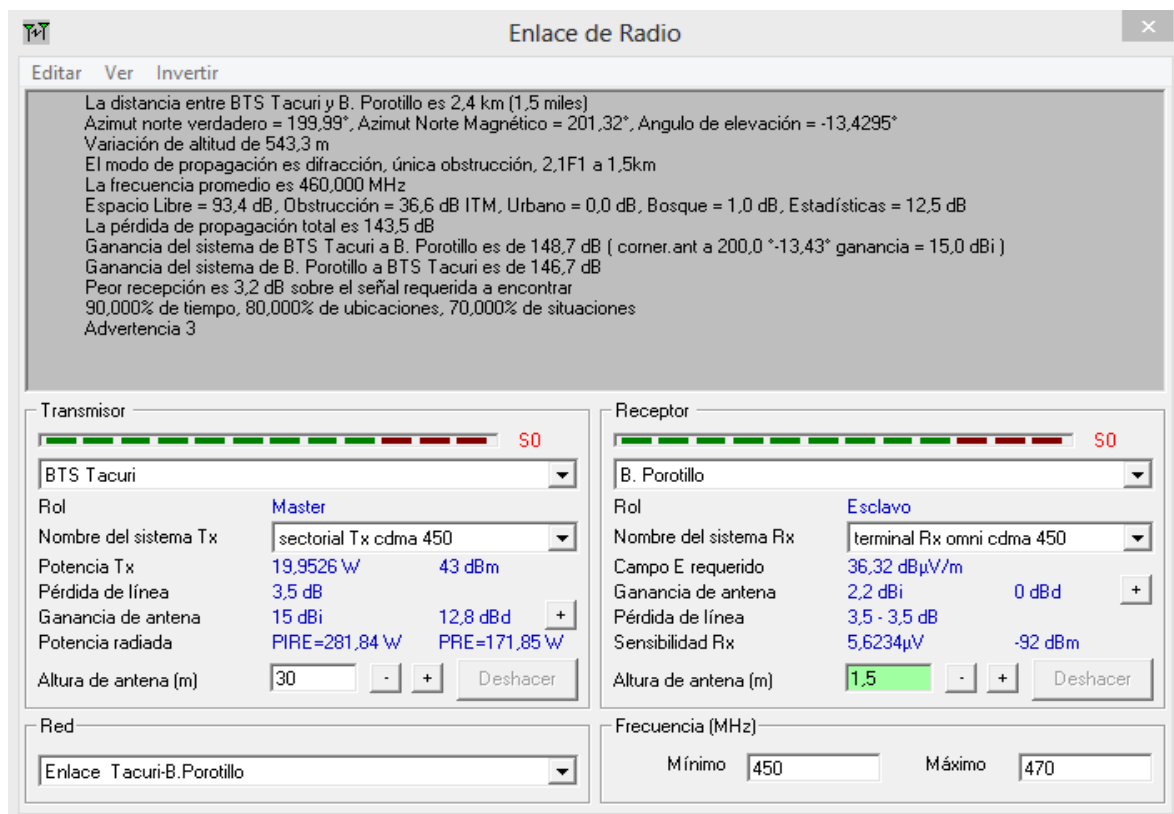 Enlace de Radio
×
Editar Ver Invertir
La distancia entre BTS Tacuri y B. Porotillo es 2,4 km (1,5 miles)
Azimut norte verdadero = 199,99°, Azimut Norte Magnético = 201,32°, Angulo de elevación = -13,4295°
Variación de altitud de 543,3 m
El modo de propagación es difracción, única obstrucción, 2,1F1 a 1,5km
La frecuencia promedio es 460,000 MHz
Espacio Libre = 93,4 dB, Obstrucción = 36,6 dB ITM, Urbano = 0,0 dB, Bosque = 1,0 dB, Estadísticas = 12,5 dB
La pérdida de propagación total es 143,5 dB
Ganancia del sistema de BTS Tacuri a B. Porotillo es de 148,7 dB ( corner.ant a 200,0 °-13,43° ganancia = 15,0 dBi )
Ganancia del sistema de B. Porotillo a BTS Tacuri es de 146,7 dB
Peor recepción es 3,2 dB sobre el señal requerida a encontrar
90,000% de tiempo, 80,000% de ubicaciones, 70,000% de situaciones
Advertencia 3
Transmisor
S0
BTS Tacuri
Rol Master
Nombre del sistema Tx sectorial Tx cdma 450
Potencia Tx 19,9526 W 43 dBm
Pérdida de línea 3,5 dB
Ganancia de antena 15 dBi 12,8 dBd +
Potencia radiada PIRE=281,84 W PRE=171,85 W
Altura de antena (m) 30 - + Deshacer
Receptor
S0
B. Porotillo
Rol Esclavo
Nombre del sistema Rx terminal Rx omni cdma 450
Campo E requerido 36,32 dBµV/m
Ganancia de antena 2,2 dBi 0 dBd +
Pérdida de línea 3,5 - 3,5 dB
Sensibilidad Rx 5,6234µV -92 dBm
Altura de antena (m) 1,5 - + Deshacer
Red
Enlace Tacuri-B.Porotillo
Frecuencia (MHz)
Mínimo 450 Máximo 470